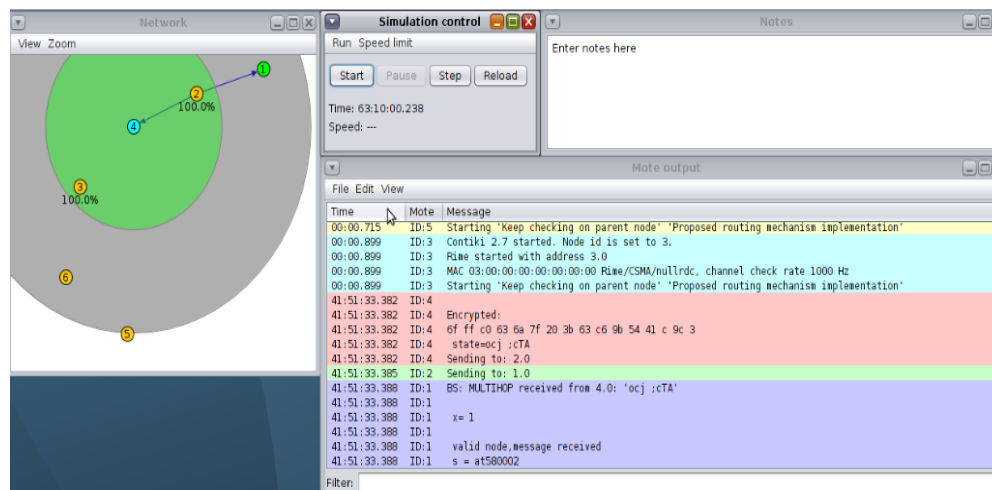 Network
View Zoom
1
2
100.0%
4
3
100.0%
6
5
Simulation control
Run Speed limit
Start Pause Step Reload
Time: 63:10:00.238
Speed: ---
Notes
Enter notes here
Mote output
File Edit View
Time Mote Message
00:00.715 ID:5 Starting 'Keep checking on parent node' 'Proposed routing mechanism implementation'
00:00.899 ID:3 Contiki 2.7 started. Node id is set to 3.
00:00.899 ID:3 Rime started with address 3.0
00:00.899 ID:3 MAC 03:00:00:00:00:00:00:00 Rime/CSMA/nullrdc, channel check rate 1000 Hz
00:00.899 ID:3 Starting 'Keep checking on parent node' 'Proposed routing mechanism implementation'
41:51:33.382 ID:4
41:51:33.382 ID:4 Encrypted:
41:51:33.382 ID:4 6f ff c0 63 6a 7f 20 3b 63 c6 9b 54 41 c 9c 3
41:51:33.382 ID:4 state=ocj ;cTA
41:51:33.382 ID:4 Sending to: 2.0
41:51:33.385 ID:2 Sending to: 1.0
41:51:33.388 ID:1 BS: MULTIHOP received from 4.0: 'ocj ;cTA'
41:51:33.388 ID:1
41:51:33.388 ID:1 x= 1
41:51:33.388 ID:1
41:51:33.388 ID:1 valid node,message received
41:51:33.388 ID:1 s = at580002
Filter: